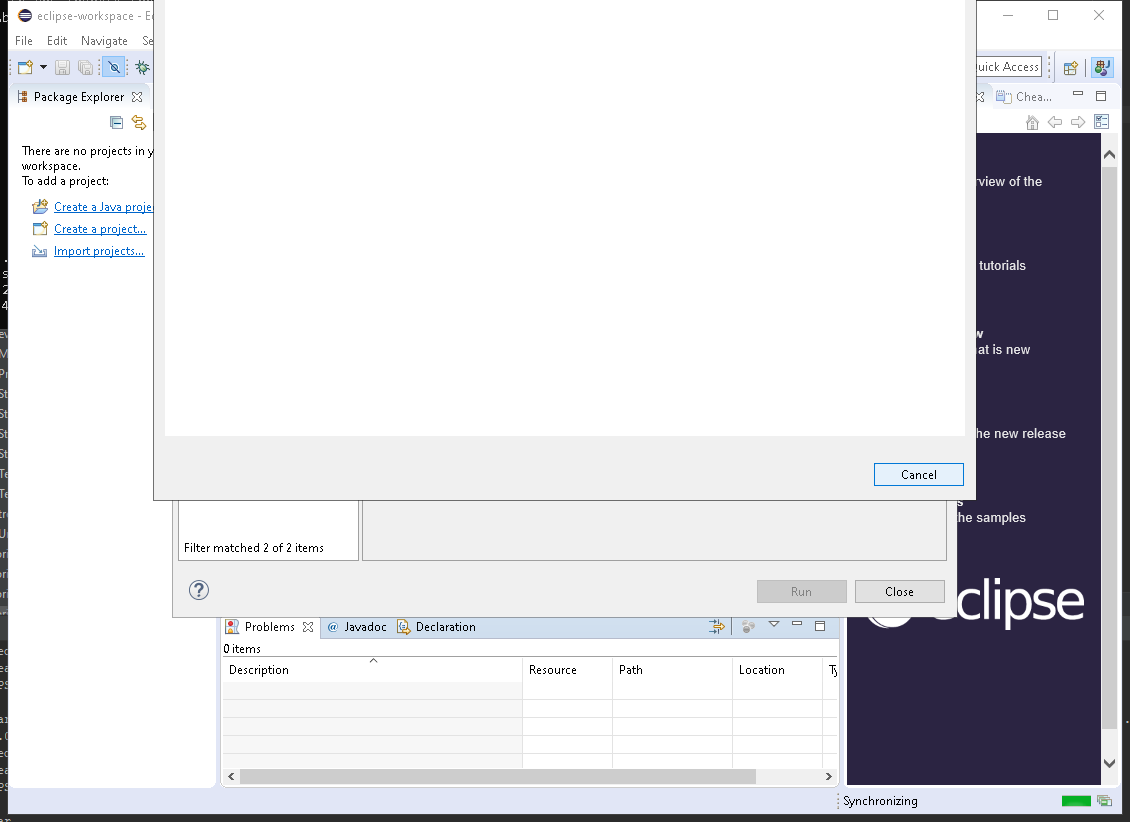 eclipse-workspace - E
File Edit Navigate Se
uick Access
Package Explorer
Chea...
There are no projects in y
workspace.
To add a project:
Create a Java proje
Create a project...
Import projects...
rview of the
tutorials
w
at is new
he new release
s
he samples
Cancel
Filter matched 2 of 2 items
?
Run
Close
eclipse
Problems
@ Javadoc
Declaration
0 items
Description
Resource
Path
Location
Ty
Synchronizing